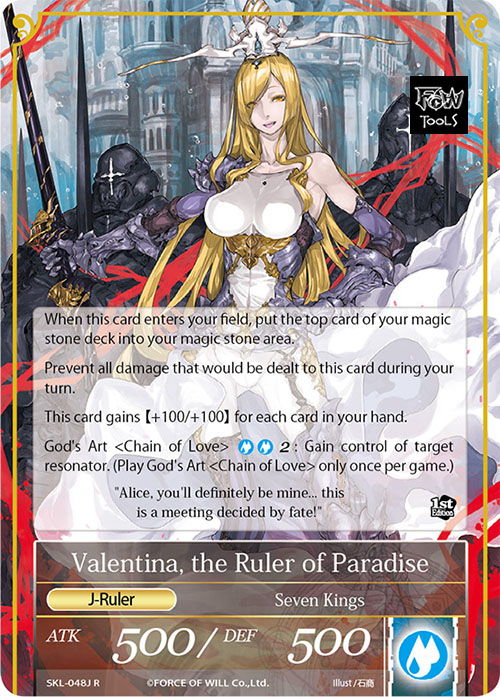 FoW
TOOLS
When this card enters your field, put the top card of your magic
stone deck into your magic stone area.
Prevent all damage that would be dealt to this card during your
turn.
This card gains 【+100/+100】 for each card in your hand.
God's Art <Chain of Love> 2 : Gain control of target
resonator. (Play God's Art <Chain of Love> only once per game.)
"Alice, you'll definitely be mine... this
is a meeting decided by fate!"
1st
Edition
Valentina, the Ruler of Paradise
J-Ruler
Seven Kings
ATK 500 / DEF 500
SKL-048J R ©FORCE OF WILL Co.,Ltd. Illust /石商